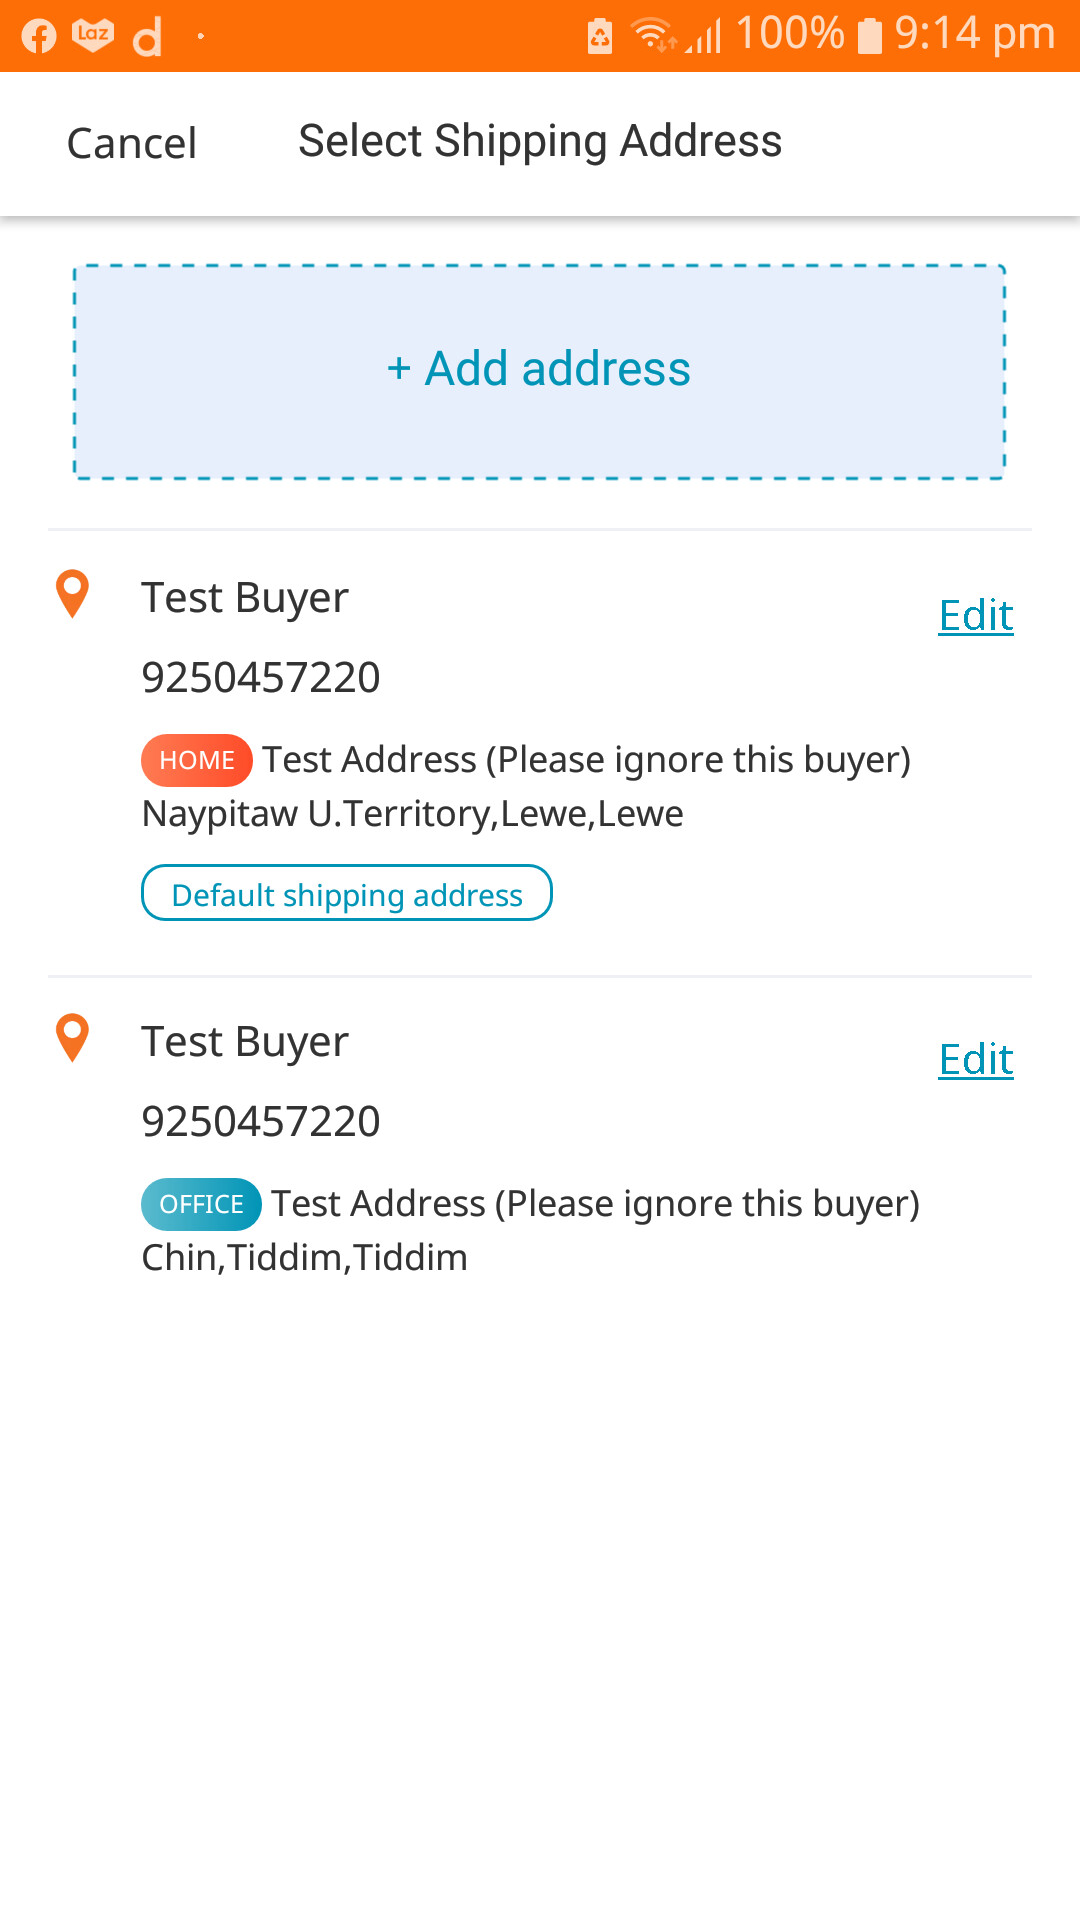 Laz 100% 9:14 pm
Cancel Select Shipping Address
+ Add address
Test Buyer
Edit
9250457220
HOME Test Address (Please ignore this buyer)
Naypitaw U.Territory,Lewe,Lewe
Default shipping address
Test Buyer
Edit
9250457220
OFFICE Test Address (Please ignore this buyer)
Chin,Tiddim,Tiddim